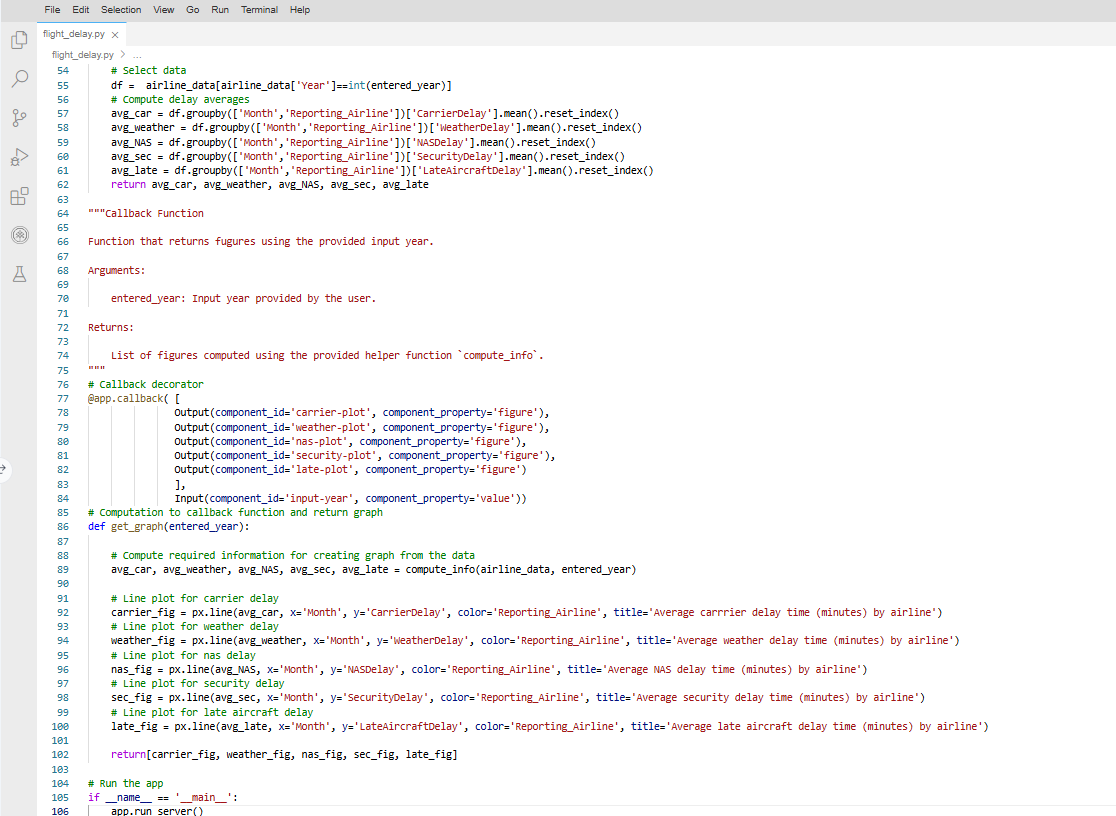 File Edit Selection View Go Run Terminal Help
flight_delay.py ×
flight_delay.py > ...
54 # Select data
55 df =  airline_data[airline_data['Year']==int(entered_year)]
56 # Compute delay averages
57 avg_car = df.groupby(['Month','Reporting_Airline'])['CarrierDelay'].mean().reset_index()
58 avg_weather = df.groupby(['Month','Reporting_Airline'])['WeatherDelay'].mean().reset_index()
59 avg_NAS = df.groupby(['Month','Reporting_Airline'])['NASDelay'].mean().reset_index()
60 avg_sec = df.groupby(['Month','Reporting_Airline'])['SecurityDelay'].mean().reset_index()
61 avg_late = df.groupby(['Month','Reporting_Airline'])['LateAircraftDelay'].mean().reset_index()
62 return avg_car, avg_weather, avg_NAS, avg_sec, avg_late
63
64 """Callback Function
65
66 Function that returns fugures using the provided input year.
67
68 Arguments:
69
70 entered_year: Input year provided by the user.
71
72 Returns:
73
74 List of figures computed using the provided helper function `compute_info`.
75 """
76 # Callback decorator
77 @app.callback( [
78 Output(component_id='carrier-plot', component_property='figure'),
79 Output(component_id='weather-plot', component_property='figure'),
80 Output(component_id='nas-plot', component_property='figure'),
81 Output(component_id='security-plot', component_property='figure'),
82 Output(component_id='late-plot', component_property='figure')
83 ],
84 Input(component_id='input-year', component_property='value'))
85 # Computation to callback function and return graph
86 def get_graph(entered_year):
87
88 # Compute required information for creating graph from the data
89 avg_car, avg_weather, avg_NAS, avg_sec, avg_late = compute_info(airline_data, entered_year)
90
91 # Line plot for carrier delay
92 carrier_fig = px.line(avg_car, x='Month', y='CarrierDelay', color='Reporting_Airline', title='Average carrrier delay time (minutes) by airline')
93 # Line plot for weather delay
94 weather_fig = px.line(avg_weather, x='Month', y='WeatherDelay', color='Reporting_Airline', title='Average weather delay time (minutes) by airline')
95 # Line plot for nas delay
96 nas_fig = px.line(avg_NAS, x='Month', y='NASDelay', color='Reporting_Airline', title='Average NAS delay time (minutes) by airline')
97 # Line plot for security delay
98 sec_fig = px.line(avg_sec, x='Month', y='SecurityDelay', color='Reporting_Airline', title='Average security delay time (minutes) by airline')
99 # Line plot for late aircraft delay
100 late_fig = px.line(avg_late, x='Month', y='LateAircraftDelay', color='Reporting_Airline', title='Average late aircraft delay time (minutes) by airline')
101
102 return[carrier_fig, weather_fig, nas_fig, sec_fig, late_fig]
103
104 # Run the app
105 if __name__ == '__main__':
106 app.run_server()